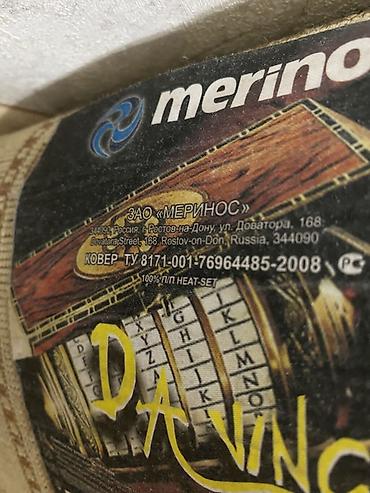 merino
ЗАО «МЕРИНОС»
344090, Россия, г. Ростов-на-Дону, ул. Доватора, 168
Dovatora Street, 168, Rostov-on-Don, Russia, 344090
КОВЕР ТУ 8171-001-76964485-2008 РС
100% П/П HEAT-SET
DA VINC